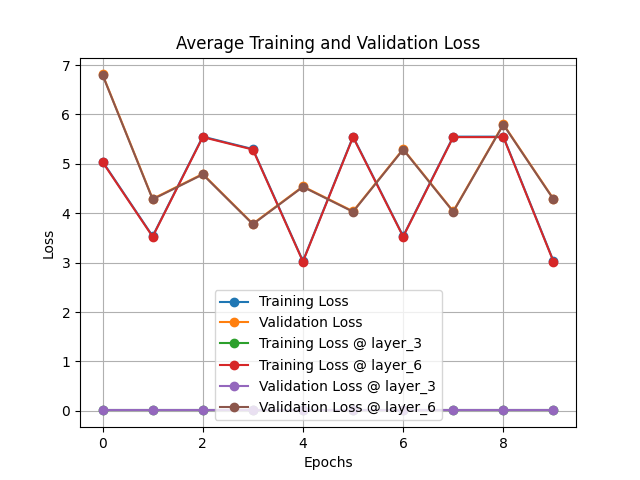 Average Training and Validation Loss
7
6
5
4
3
2
1
0
Loss
Training Loss
Validation Loss
Training Loss @ layer_3
Training Loss @ layer_6
Validation Loss @ layer_3
Validation Loss @ layer_6
0 2 4 6 8
Epochs